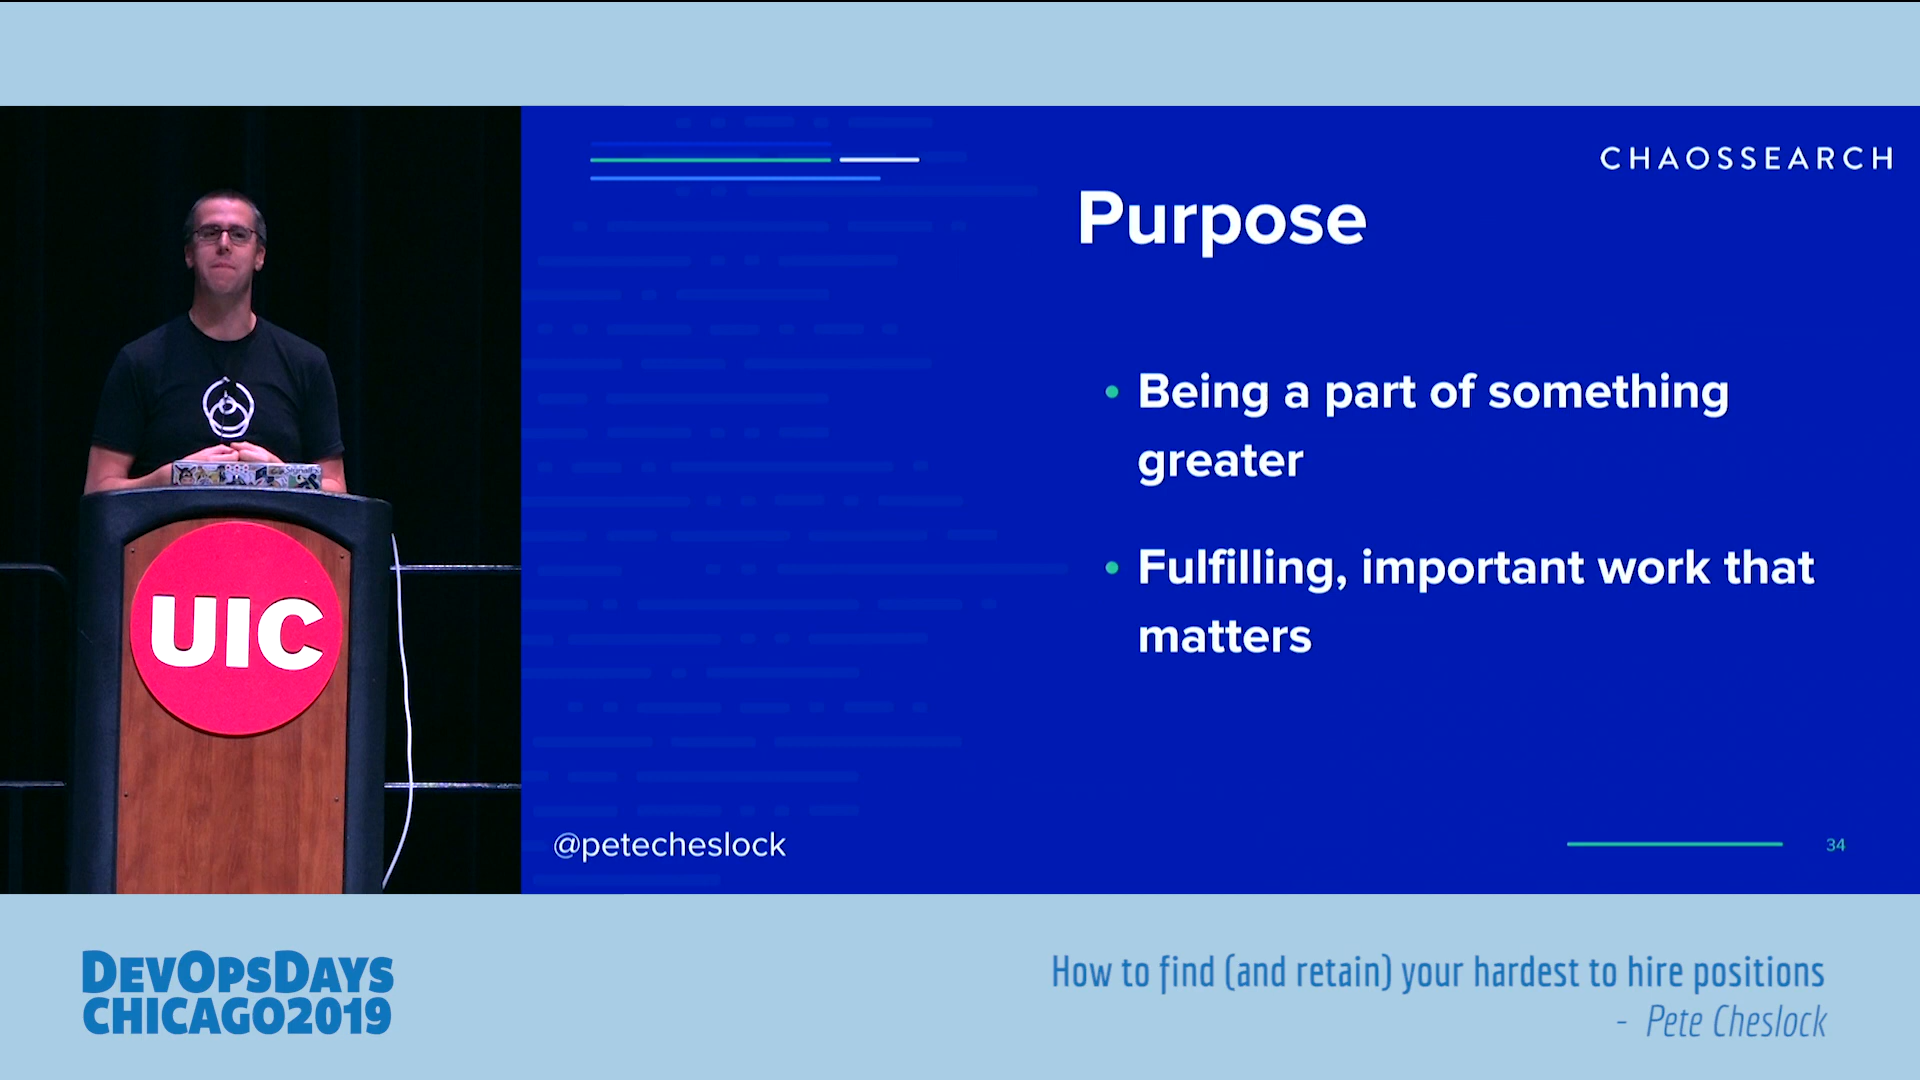 CHAOSSEARCH
Purpose
• Being a part of something
greater
• Fulfilling, important work that
matters
@petecheslock
34
UIC
DEVOPSDAYS
CHICAGO2019
How to find (and retain) your hardest to hire positions
- Pete Cheslock